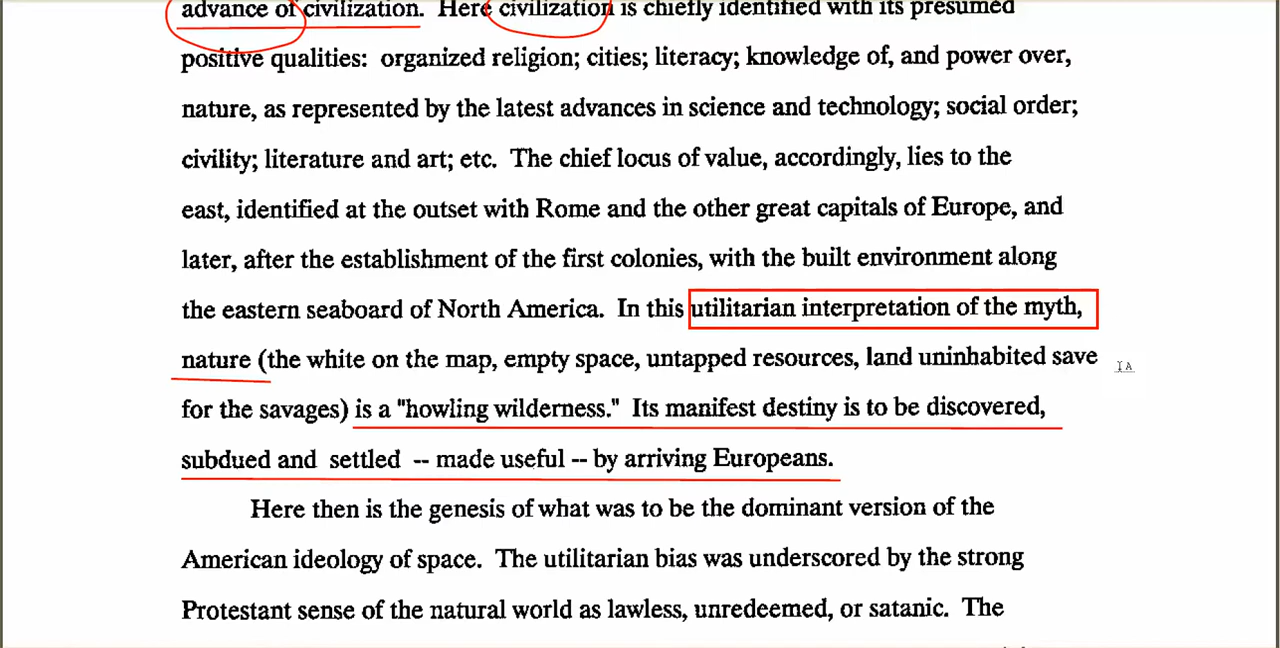 advance of civilization.  Here civilization is chiefly identified with its presumed
positive qualities:  organized religion; cities; literacy; knowledge of, and power over,
nature, as represented by the latest advances in science and technology; social order;
civility; literature and art; etc.  The chief locus of value, accordingly, lies to the
east, identified at the outset with Rome and the other great capitals of Europe, and
later, after the establishment of the first colonies, with the built environment along
the eastern seaboard of North America.  In this utilitarian interpretation of the myth,
nature (the white on the map, empty space, untapped resources, land uninhabited save
for the savages) is a "howling wilderness."  Its manifest destiny is to be discovered,
subdued and  settled  -- made useful -- by arriving Europeans.
Here then is the genesis of what was to be the dominant version of the
American ideology of space.  The utilitarian bias was underscored by the strong
Protestant sense of the natural world as lawless, unredeemed, or satanic.  The